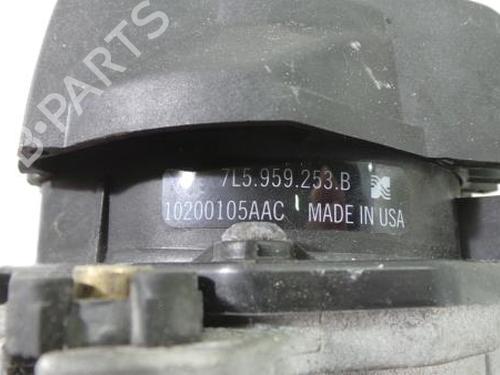 B-PARTS
7L5.959.253.B
10200105AAC MADE IN USA